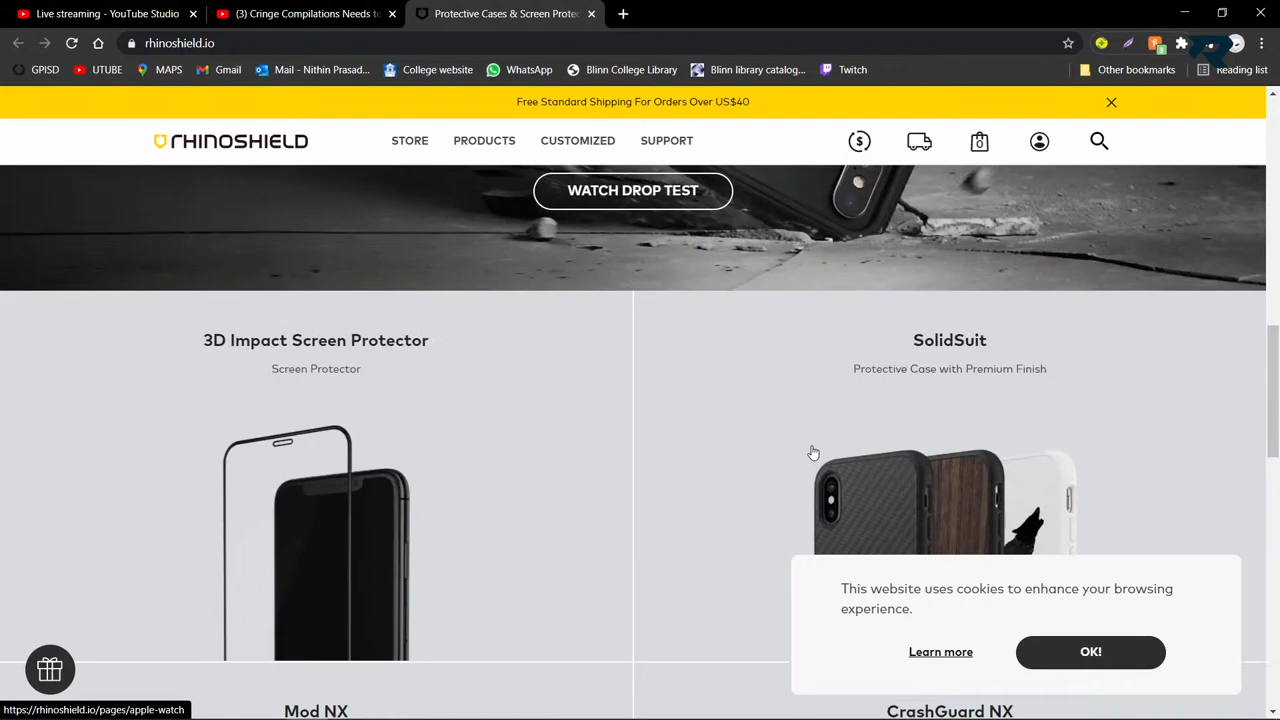 Live streaming - YouTube Studio
(3) Cringe Compilations Needs to
Protective Cases & Screen Protec
rhinoshield.io
GPISD
UTUBE
MAPS
Gmail
Mail - Nithin Prasad...
College website
WhatsApp
Blinn College Library
Blinn library catalog...
Twitch
Other bookmarks
Reading list
Free Standard Shipping For Orders Over US$40
RHINOSHIELD
STORE
PRODUCTS
CUSTOMIZED
SUPPORT
0
WATCH DROP TEST
3D Impact Screen Protector
Screen Protector
SolidSuit
Protective Case with Premium Finish
This website uses cookies to enhance your browsing
experience.
Learn more
OK!
Mod NX
CrashGuard NX
https://rhinoshield.io/pages/apple-watch